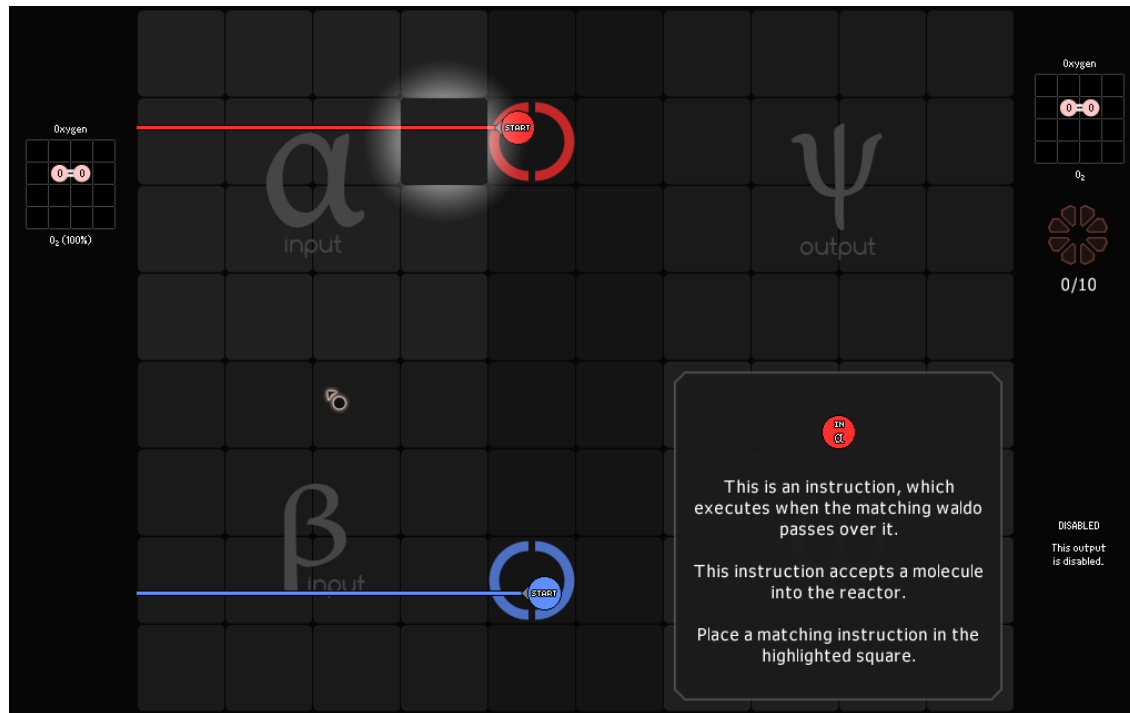 Oxygen
O=O
O₂ (100%)
α
input
START
ψ
output
Oxygen
O=O
O₂
0/10
β
input
START
IN
α
This is an instruction, which
executes when the matching waldo
passes over it.
This instruction accepts a molecule
into the reactor.
Place a matching instruction in the
highlighted square.
DISABLED
This output
is disabled.